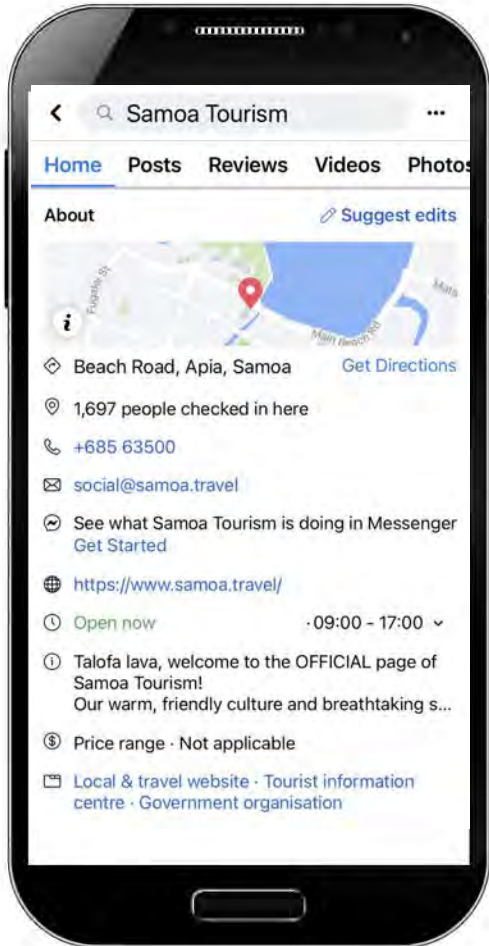 Samoa Tourism
Home Posts Reviews Videos Photos
About Suggest edits
Fugalei St
Mata
Main Beach Rd
Beach Road, Apia, Samoa Get Directions
1,697 people checked in here
+685 63500
social@samoa.travel
See what Samoa Tourism is doing in Messenger
Get Started
https://www.samoa.travel/
Open now ·09:00 - 17:00
Talofa lava, welcome to the OFFICIAL page of
Samoa Tourism!
Our warm, friendly culture and breathtaking s...
Price range · Not applicable
Local & travel website · Tourist information
centre · Government organisation